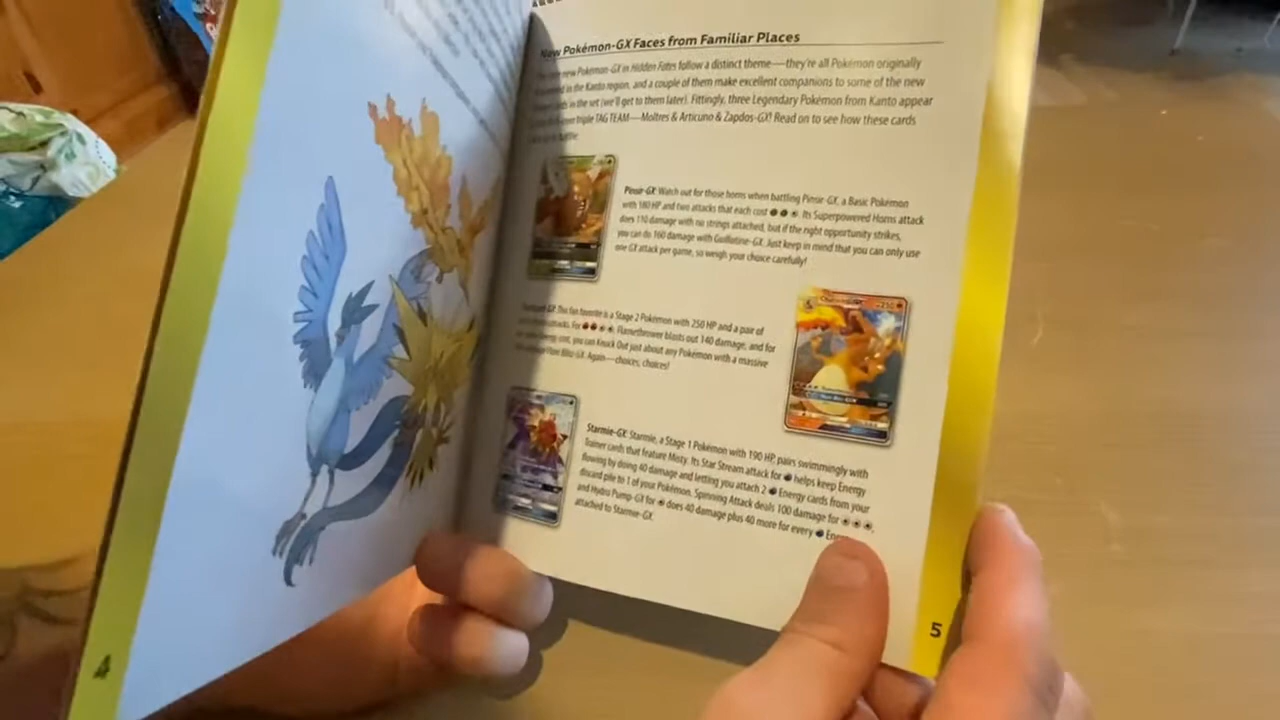 New Pokémon-GX Faces from Familiar Places
new Pokémon-GX in Hidden Fates follow a distinct theme—they're all Pokémon originally
in the Kanto region, and a couple of them make excellent companions to some of the new
in the set (we'll get to them later). Fittingly, three Legendary Pokémon from Kanto appear
triple TAG TEAM—Moltres & Articuno & Zapdos-GX! Read on to see how these cards
battle.
Pinsir-GX: Watch out for those horns when battling Pinsir-GX, a Basic Pokémon
with 180 HP and two attacks that each cost. Its Superpowered Horns attack
does 110 damage with no strings attached, but if the right opportunity strikes,
you can do 160 damage with Guillotine-GX. Just keep in mind that you can only use
one GX attack per game, so weigh your choice carefully!
GX: This fan favorite is a Stage 2 Pokémon with 250 HP and a pair of
attacks. For Flamethrower blasts out 140 damage, and for
Energy cost, you can Knock Out just about any Pokémon with a massive
Blitz-GX. Again—choices, choices!
250
Starmie-GX: Starmie, a Stage 1 Pokémon with 190 HP, pairs swimmingly with
Trainer cards that feature Misty. Its Star Stream attack for helps keep Energy
flowing by doing 40 damage and letting you attach 2 Energy cards from your
discard pile to 1 of your Pokémon. Spinning Attack deals 100 damage for ,
and Hydro Pump-GX for does 40 damage plus 40 more for every
attached to Starmie-GX.
4
5